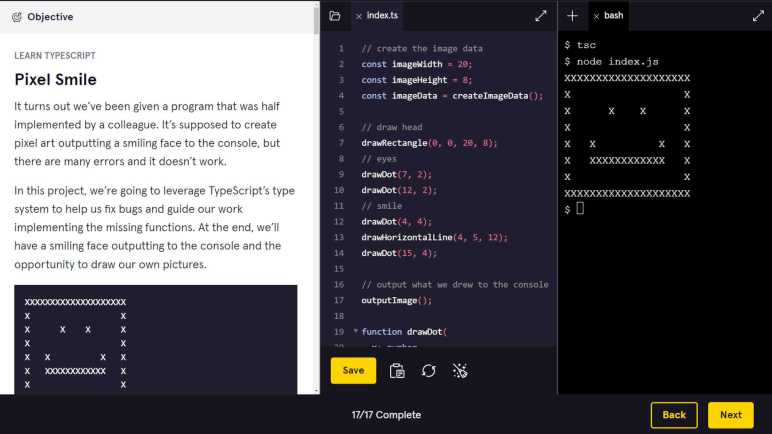 Objective
LEARN TYPESCRIPT
Pixel Smile
It turns out we've been given a program that was half
implemented by a colleague. It's supposed to create
pixel art outputting a smiling face to the console, but
there are many errors and it doesn't work.
In this project, we're going to leverage TypeScript's type
system to help us fix bugs and guide our work
implementing the missing functions. At the end, we'll
have a smiling face outputting to the console and the
opportunity to draw our own pictures.
XXXXXXXXXXXXXXXXXXXX
X                  X
X     X    X       X
X                  X
X  X          X    X
X  XXXXXXXXXXXX    X
X                  X
index.ts
1 // create the image data
2 const imageWidth = 20;
3 const imageHeight = 8;
4 const imageData = createImageData();
5
6 // draw head
7 drawRectangle(0, 0, 20, 8);
8 // eyes
9 drawDot(7, 2);
10 drawDot(12, 2);
11 // smile
12 drawDot(4, 4);
13 drawHorizontalLine(4, 5, 12);
14 drawDot(15, 4);
15
16 // output what we drew to the console
17 outputImage();
18
19 function drawDot(
Save
bash
$ tsc
$ node index.js
XXXXXXXXXXXXXXXXXXXX
X                  X
X      X    X      X
X                  X
X   X          X   X
X   XXXXXXXXXXXX   X
X                  X
XXXXXXXXXXXXXXXXXXXX
$
17/17 Complete
Back
Next